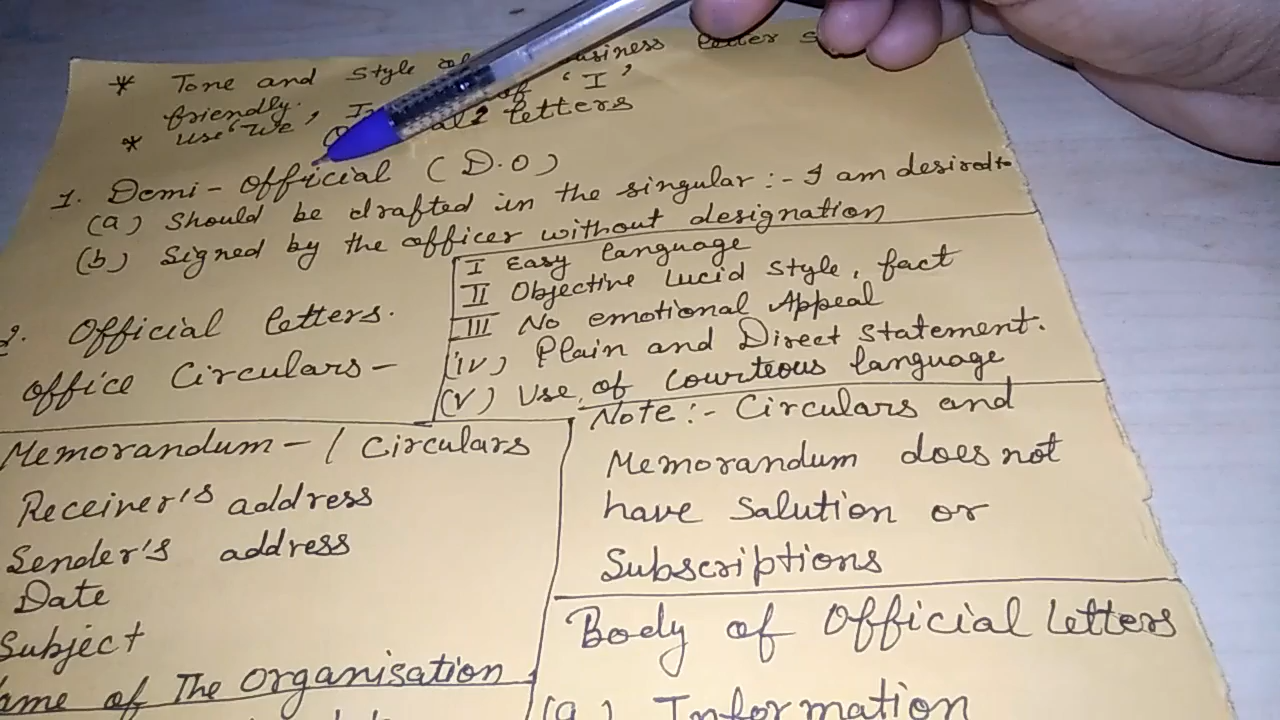 * Tone and Style of business letter s
friendly.
* Use 'We', In of 'I'
letters
1. Demi-Official (D.O)
(a) Should be drafted in the singular :- I am desired to
(b) Signed by the officer without designation
I Easy language
II Objective Lucid Style, fact
III No emotional Appeal
(iv) Plain and Direct Statement.
(v) Use of Courteous language
2. Official letters.
Office Circulars -
Memorandum - / Circulars
Receiver's address
Sender's address
Date
Subject
ame of The Organisation
Note :- Circulars and
Memorandum does not
have Salution or
Subscriptions
Body of Official Letters
(a) Information